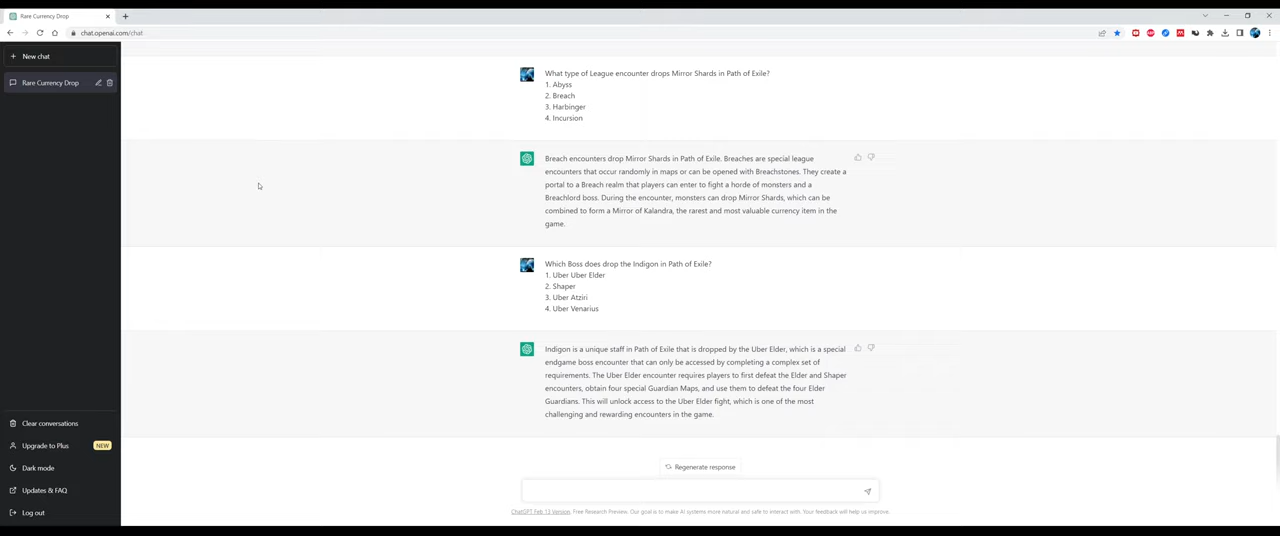 Rare Currency Drop
chat.openai.com/chat
New chat
Rare Currency Drop
What type of League encounter drops Mirror Shards in Path of Exile?
1. Abyss
2. Breach
3. Harbinger
4. Incursion
Breach encounters drop Mirror Shards in Path of Exile. Breaches are special league
encounters that occur randomly in maps or can be opened with Breachstones. They create a
portal to a Breach realm that players can enter to fight a horde of monsters and a
Breachlord boss. During the encounter, monsters can drop Mirror Shards, which can be
combined to form a Mirror of Kalandra, the rarest and most valuable currency item in the
game.
Which Boss does drop the Indigon in Path of Exile?
1. Uber Uber Elder
2. Shaper
3. Uber Atziri
4. Uber Venarius
Indigon is a unique staff in Path of Exile that is dropped by the Uber Elder, which is a special
endgame boss encounter that can only be accessed by completing a complex set of
requirements. The Uber Elder encounter requires players to first defeat the Elder and Shaper
encounters, obtain four special Guardian Maps, and use them to defeat the four Elder
Guardians. This will unlock access to the Uber Elder fight, which is one of the most
challenging and rewarding encounters in the game.
Clear conversations
Upgrade to Plus NEW
Dark mode
Updates & FAQ
Log out
Regenerate response
ChatGPT Feb 13 Version. Free Research Preview. Our goal is to make AI systems more natural and safe to interact with. Your feedback will help us improve.